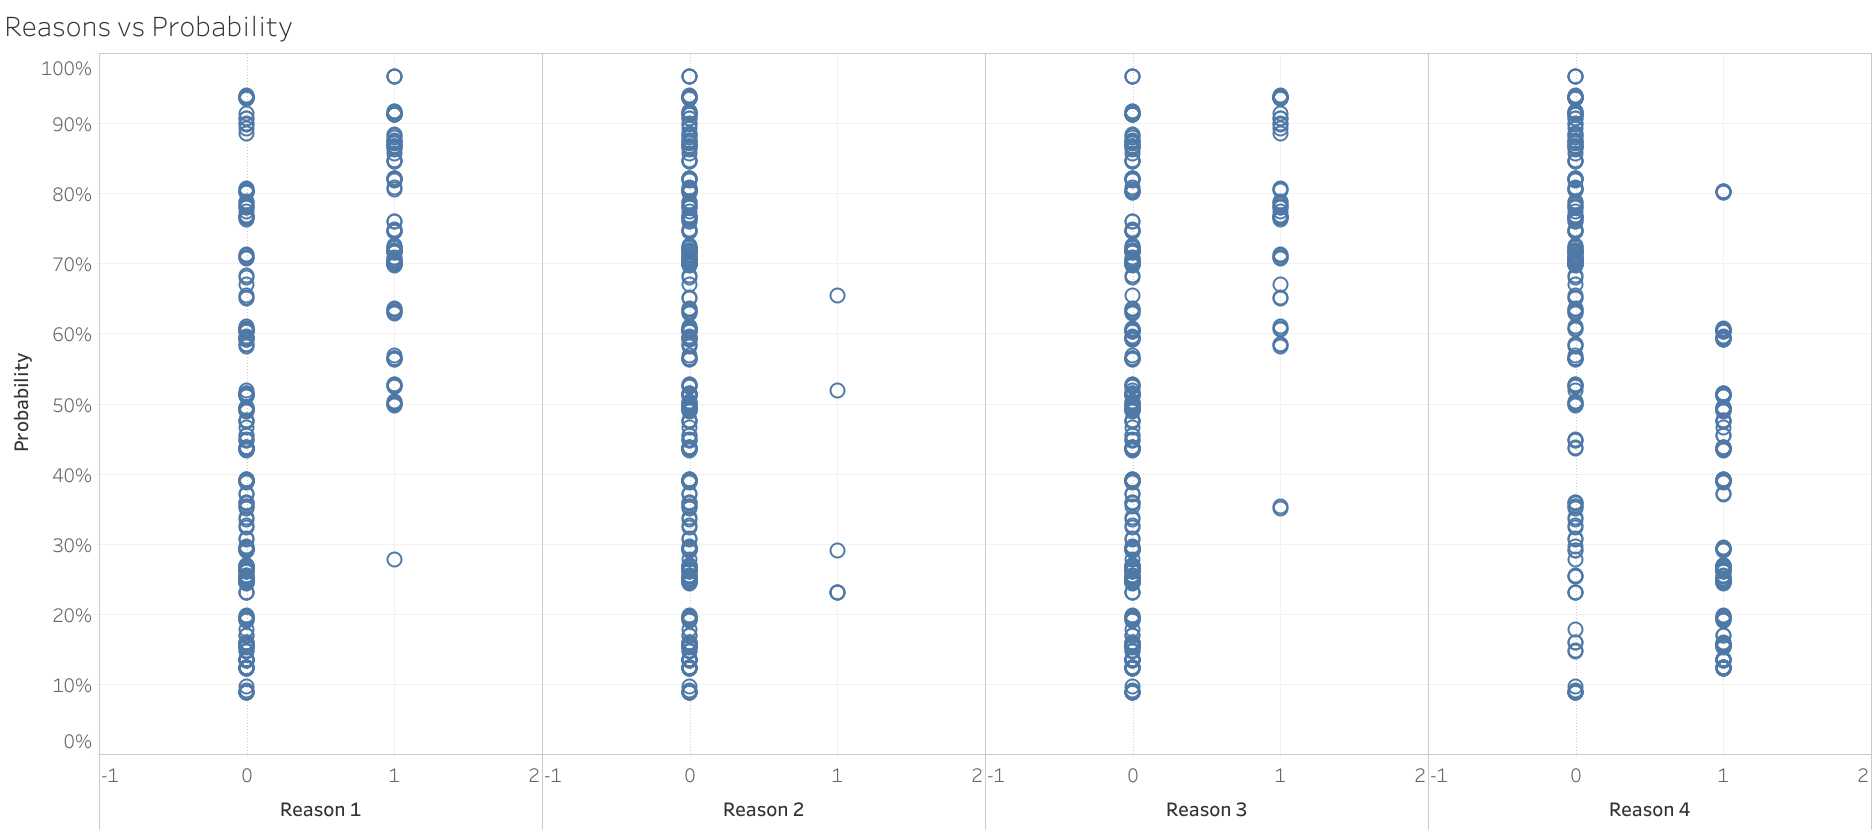 Reasons vs Probability
100%
90%
80%
70%
60%
50%
40%
30%
20%
10%
0%
Probability
-1 0 1 2 -1 0 1 2 -1 0 1 2 -1 0 1 2
Reason 1 Reason 2 Reason 3 Reason 4